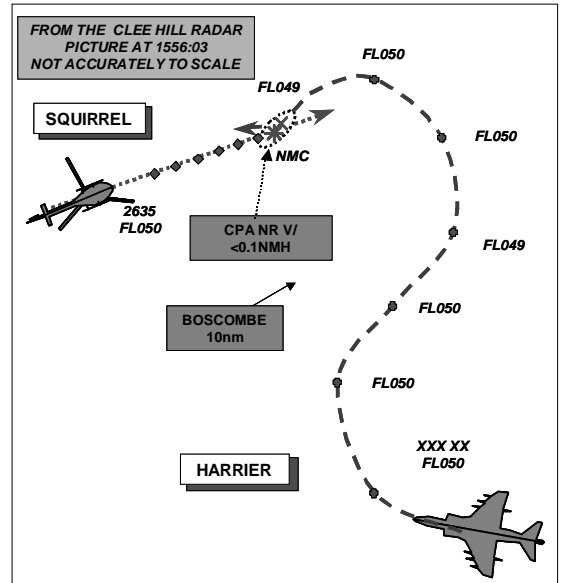 FROM THE CLEE HILL RADAR
PICTURE AT 1556:03
NOT ACCURATELY TO SCALE
FL050
FL049
SQUIRREL
FL050
NMC
2635
FL050
CPA NR V/
<0.1NMH
FL049
BOSCOMBE
10nm
FL050
FL050
XXX XX
FL050
HARRIER